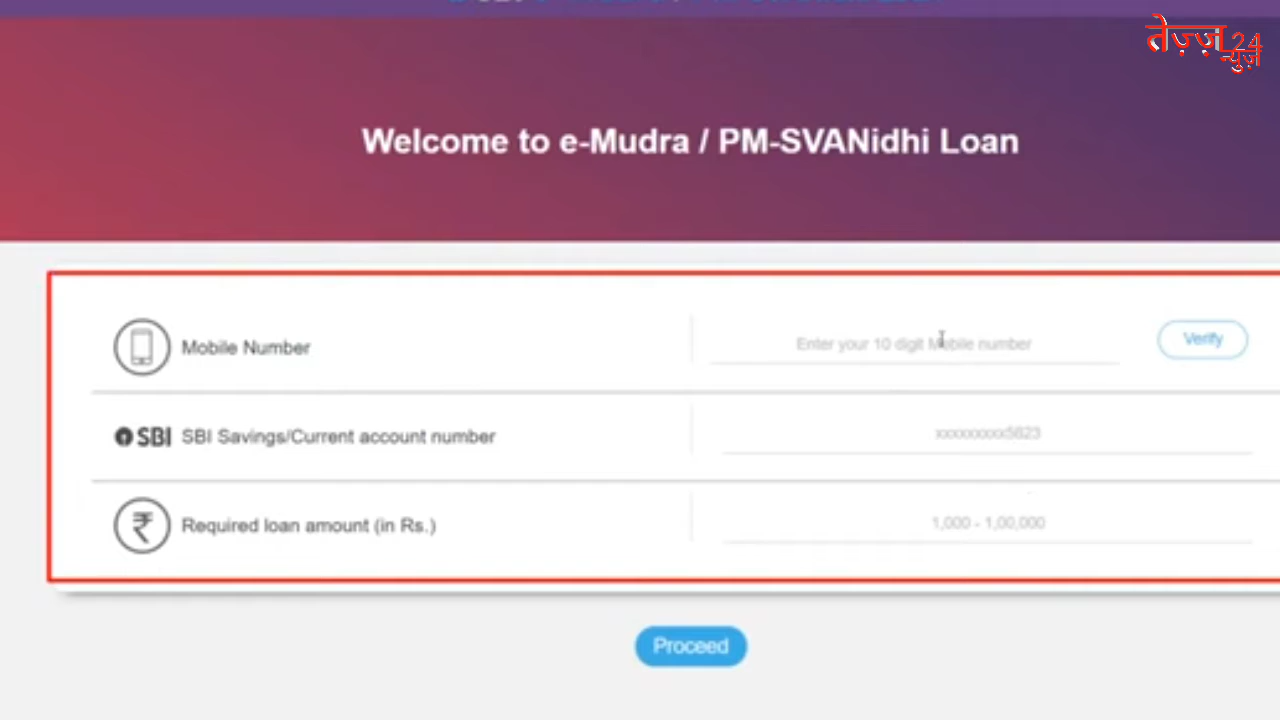 तेज़ज़ 24
न्यूज़
Welcome to e-Mudra / PM-SVANidhi Loan
Mobile Number
Enter your 10 digit Mobile number
Verify
SBI SBI Savings/Current account number
xxxxxxxxx5823
₹ Required loan amount (in Rs.)
1,000 - 1,00,000
Proceed